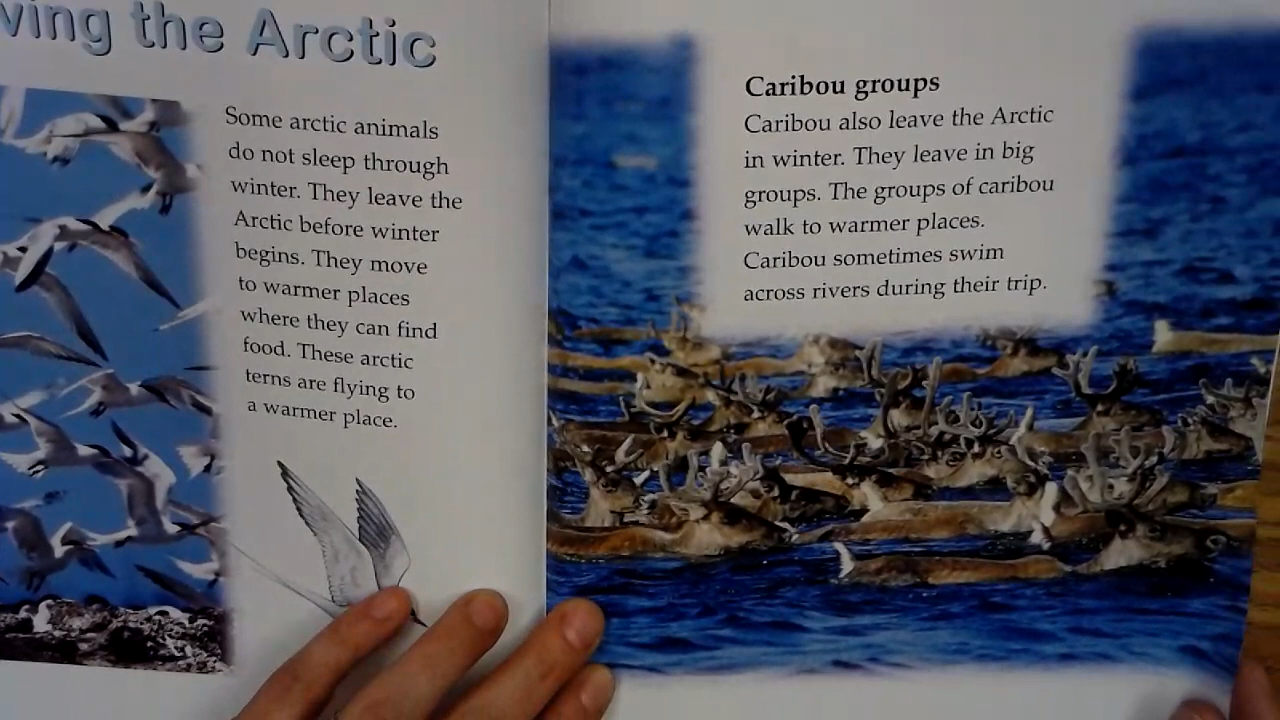 the Arctic
Some arctic animals
do not sleep through
winter. They leave the
Arctic before winter
begins. They move
to warmer places
where they can find
food. These arctic
terns are flying to
a warmer place.
Caribou groups
Caribou also leave the Arctic
in winter. They leave in big
groups. The groups of caribou
walk to warmer places.
Caribou sometimes swim
across rivers during their trip.